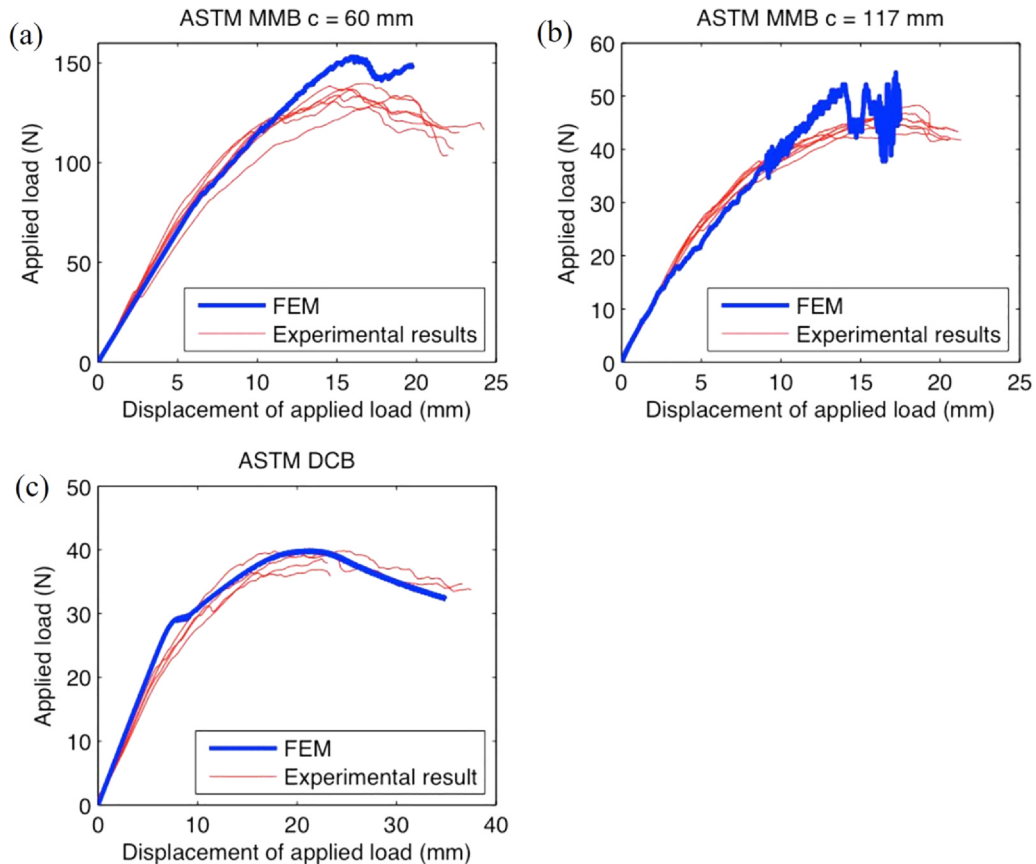 (a)
ASTM MMB c = 60 mm
Applied load (N)
150
100
50
0
0 5 10 15 20 25
Displacement of applied load (mm)
FEM
Experimental results
(b)
ASTM MMB c = 117 mm
Applied load (N)
60
50
40
30
20
10
0
0 5 10 15 20 25
Displacement of applied load (mm)
FEM
Experimental results
(c)
ASTM DCB
Applied load (N)
50
40
30
20
10
0
0 10 20 30 40
Displacement of applied load (mm)
FEM
Experimental result